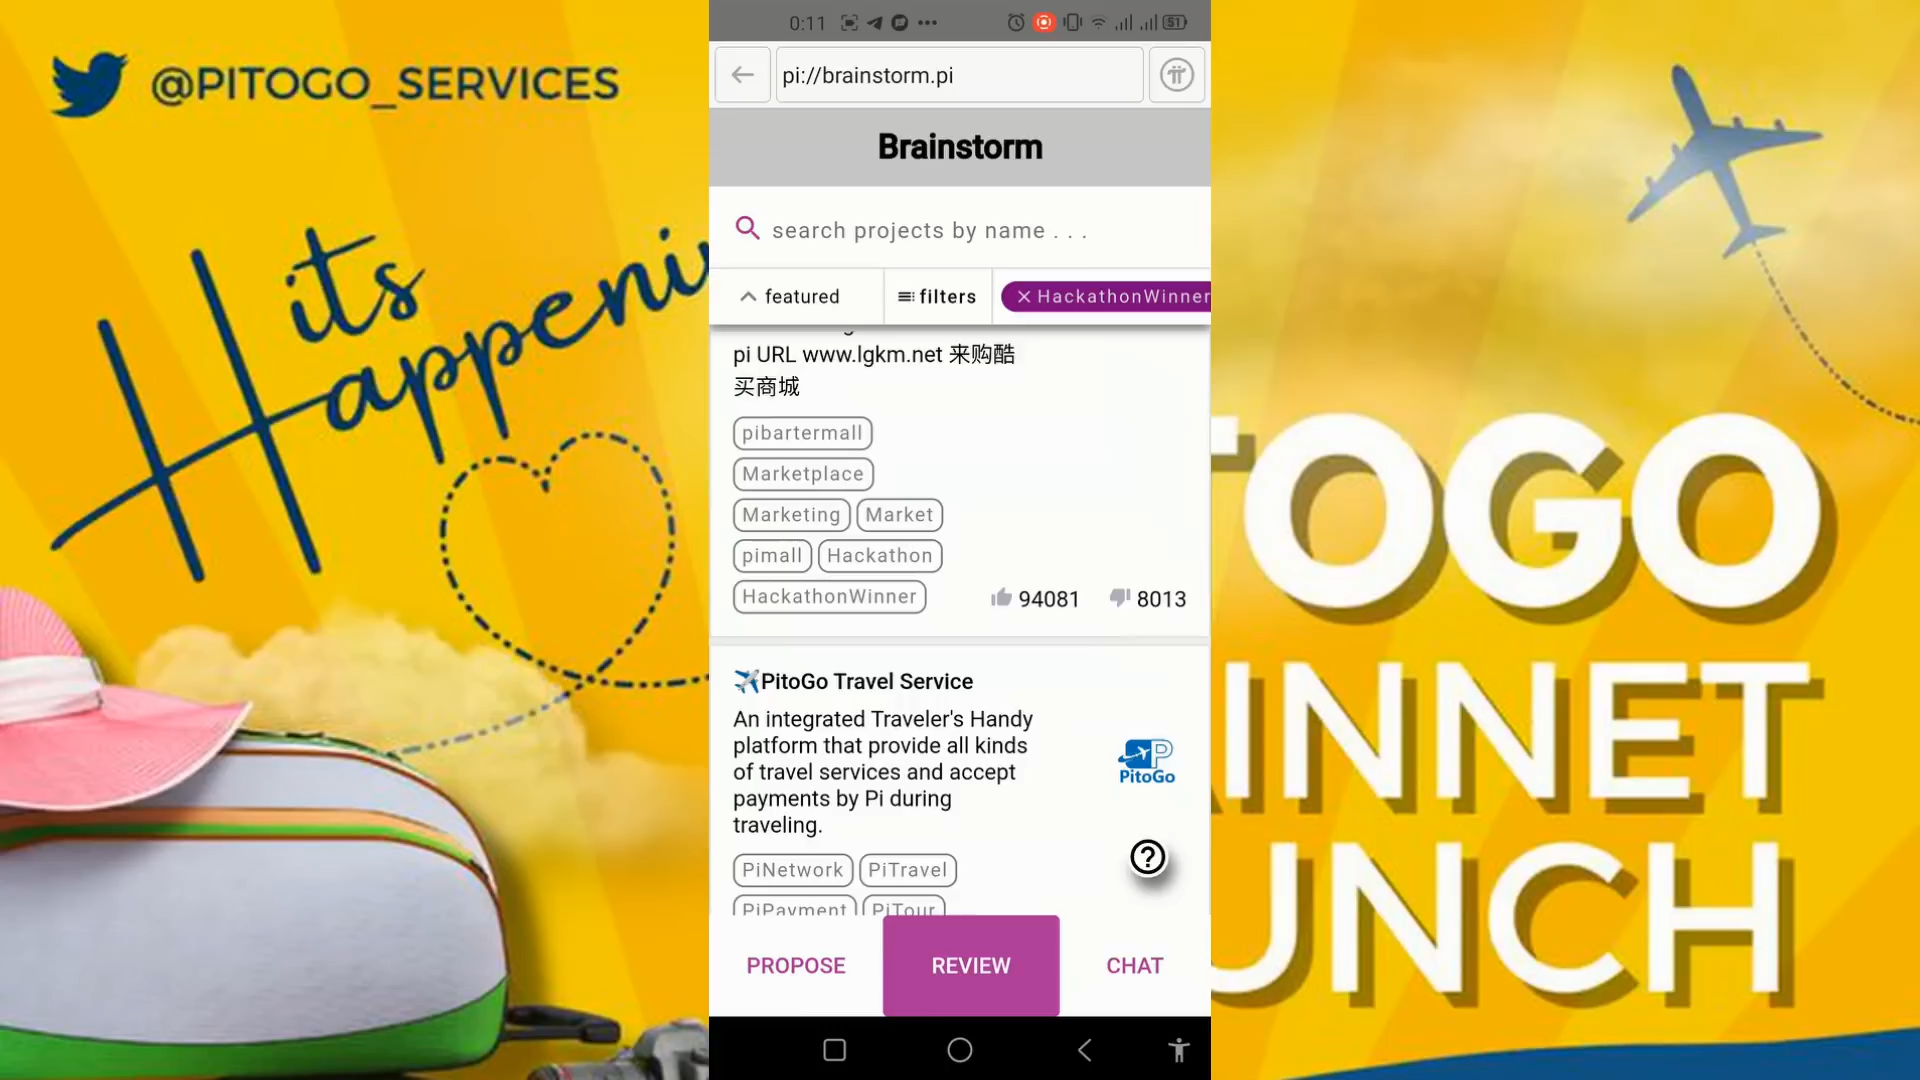 @PITOGO_SERVICES
its
Happeni
0:11
51
pi://brainstorm.pi
Brainstorm
search projects by name . . .
featured
filters
HackathonWinner
pi URL www.lgkm.net 来购酷
买商城
pibartermall
Marketplace
Marketing Market
pimall Hackathon
HackathonWinner
94081 8013
PitoGo Travel Service
An integrated Traveler's Handy
platform that provide all kinds
of travel services and accept
payments by Pi during
traveling.
P
PitoGo
PiNetwork PiTravel
PiPayment PiTour
PROPOSE REVIEW CHAT
TOGO
INNET
UNCH